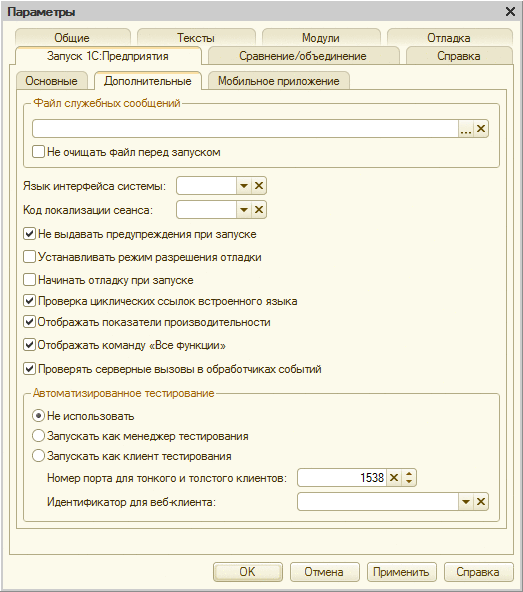 Параметры
Общие Тексты Модули Отладка
Запуск 1С:Предприятия Сравнение/объединение Справка
Основные Дополнительные Мобильное приложение
Файл служебных сообщений
...
Не очищать файл перед запуском
Язык интерфейса системы:
Код локализации сеанса:
Не выдавать предупреждения при запуске
Устанавливать режим разрешения отладки
Начинать отладку при запуске
Проверка циклических ссылок встроенного языка
Отображать показатели производительности
Отображать команду «Все функции»
Проверять серверные вызовы в обработчиках событий
Автоматизированное тестирование
Не использовать
Запускать как менеджер тестирования
Запускать как клиент тестирования
Номер порта для тонкого и толстого клиентов: 1538
Идентификатор для веб-клиента:
OK Отмена Применить Справка